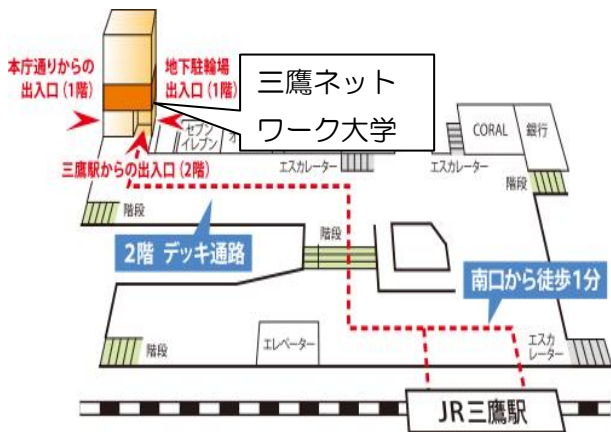 本庁通りからの
出入口（1階）
地下駐輪場
出入口（1階）
三鷹ネット
ワーク大学
セブン
イレブン
オ
三鷹駅からの出入口（2階）
エスカレーター
エスカレーター
CORAL
銀行
階段
階段
2階 デッキ通路
階段
南口から徒歩1分
階段
エレベーター
エスカ
レーター
JR三鷹駅